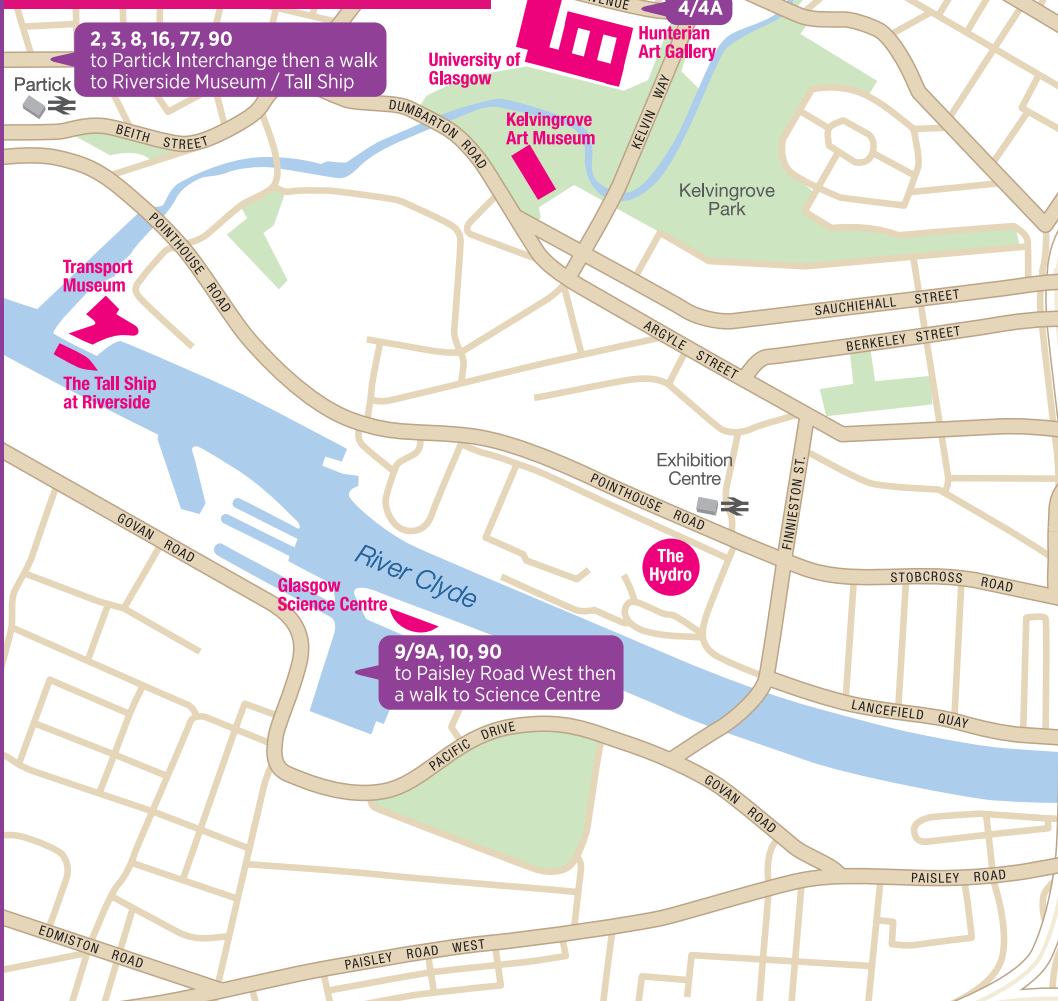 VENUE
4/4A
2, 3, 8, 16, 77, 90
to Partick Interchange then a walk
to Riverside Museum / Tall Ship
Hunterian
Art Gallery
University of
Glasgow
Partick
BEITH STREET
DUMBARTON ROAD
KELVIN WAY
Kelvingrove
Art Museum
Kelvingrove
Park
POINTHOUSE ROAD
Transport
Museum
SAUCHIEHALL STREET
BERKELEY STREET
ARGYLE STREET
The Tall Ship
at Riverside
Exhibition
Centre
POINTHOUSE ROAD
FINNIESTON ST.
GOVAN ROAD
River Clyde
The
Hydro
STOBCROSS ROAD
Glasgow
Science Centre
9/9A, 10, 90
to Paisley Road West then
a walk to Science Centre
LANCEFIELD QUAY
PACIFIC DRIVE
GOVAN ROAD
PAISLEY ROAD
EDMISTON ROAD
PAISLEY ROAD WEST